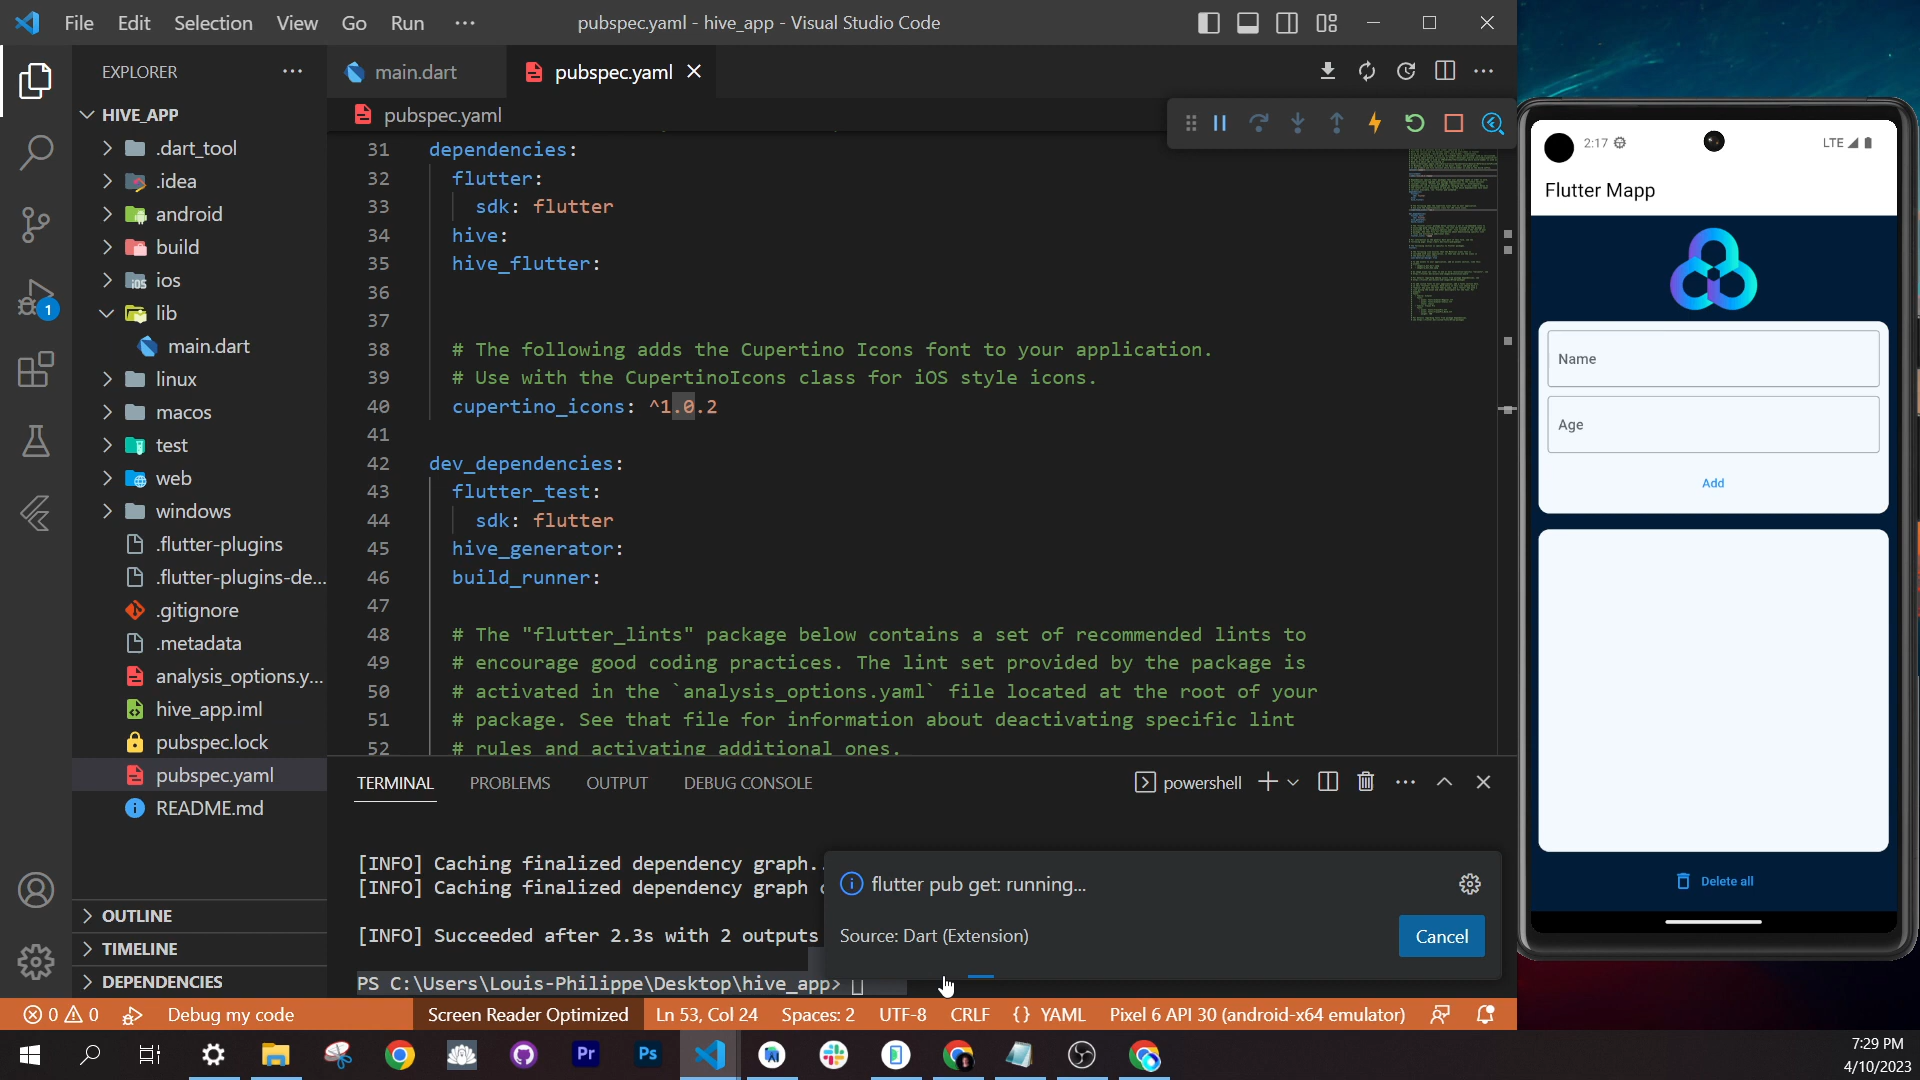 File Edit Selection View Go Run ···
pubspec.yaml - hive_app - Visual Studio Code
EXPLORER
HIVE_APP
.dart_tool
.idea
android
build
ios
lib
main.dart
linux
macos
test
web
windows
.flutter-plugins
.flutter-plugins-de...
.gitignore
.metadata
analysis_options.y...
hive_app.iml
pubspec.lock
pubspec.yaml
README.md
OUTLINE
TIMELINE
DEPENDENCIES
1
main.dart
pubspec.yaml
pubspec.yaml
31 dependencies:
32 flutter:
33 sdk: flutter
34 hive:
35 hive_flutter:
36
37
38 # The following adds the Cupertino Icons font to your application.
39 # Use with the CupertinoIcons class for iOS style icons.
40 cupertino_icons: ^1.0.2
41
42 dev_dependencies:
43 flutter_test:
44 sdk: flutter
45 hive_generator:
46 build_runner:
47
48 # The "flutter_lints" package below contains a set of recommended lints to
49 # encourage good coding practices. The lint set provided by the package is
50 # activated in the `analysis_options.yaml` file located at the root of your
51 # package. See that file for information about deactivating specific lint
52 # rules and activating additional ones.
TERMINAL PROBLEMS OUTPUT DEBUG CONSOLE
powershell
[INFO] Caching finalized dependency graph..
[INFO] Caching finalized dependency graph
[INFO] Succeeded after 2.3s with 2 outputs
PS C:\Users\Louis-Philippe\Desktop\hive_app>
flutter pub get: running...
Source: Dart (Extension)
Cancel
0 0 Debug my code Screen Reader Optimized Ln 53, Col 24 Spaces: 2 UTF-8 CRLF {} YAML Pixel 6 API 30 (android-x64 emulator)
2:17 LTE
Flutter Mapp
Name
Age
Add
Delete all
Pr Ps
7:29 PM
4/10/2023